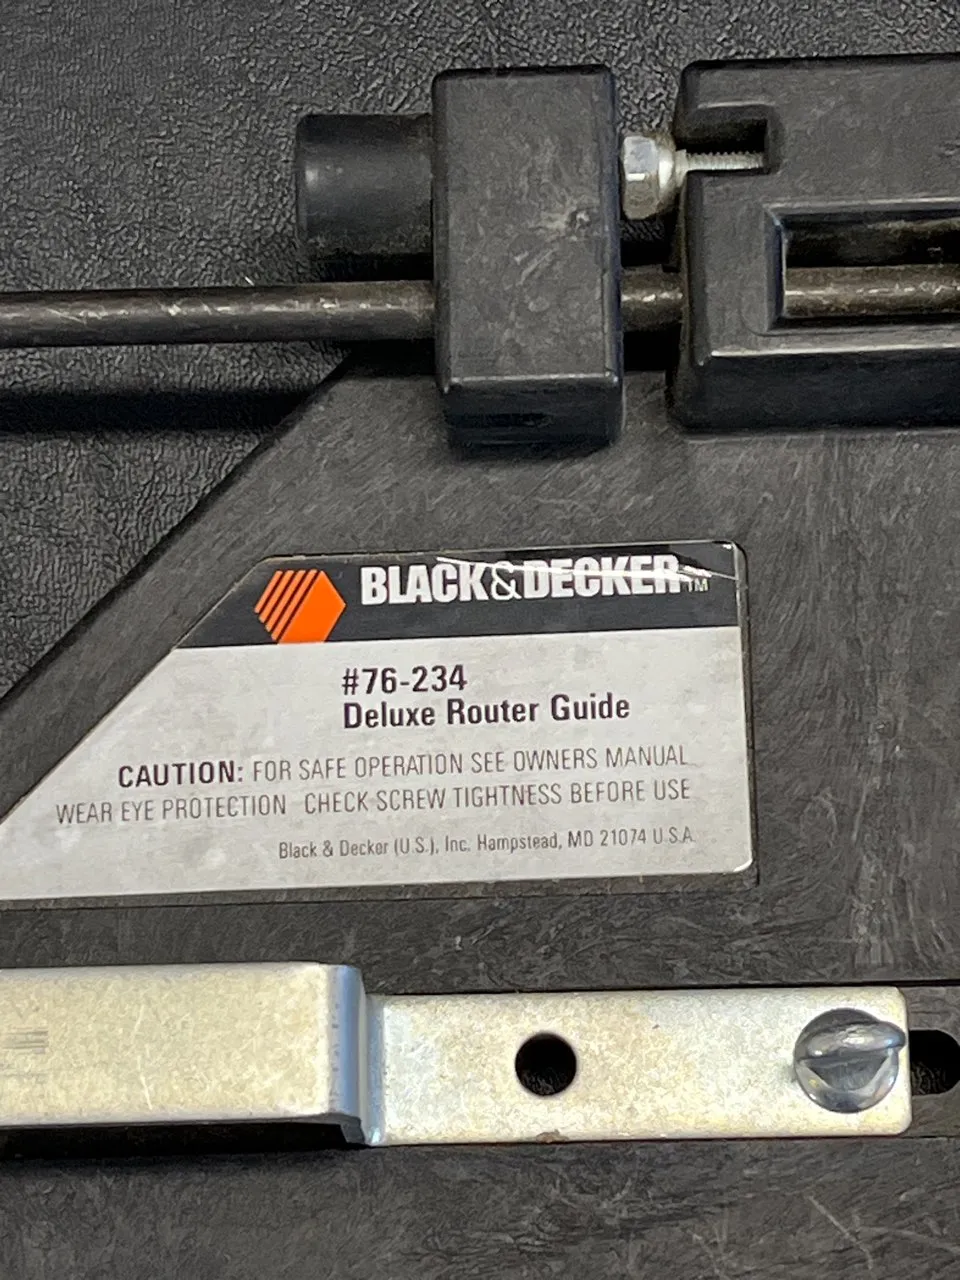 BLACK&DECKER™
#76-234
Deluxe Router Guide
CAUTION: FOR SAFE OPERATION SEE OWNERS MANUAL
WEAR EYE PROTECTION CHECK SCREW TIGHTNESS BEFORE USE
Black & Decker (U.S.), Inc. Hampstead, MD 21074 U.S.A.